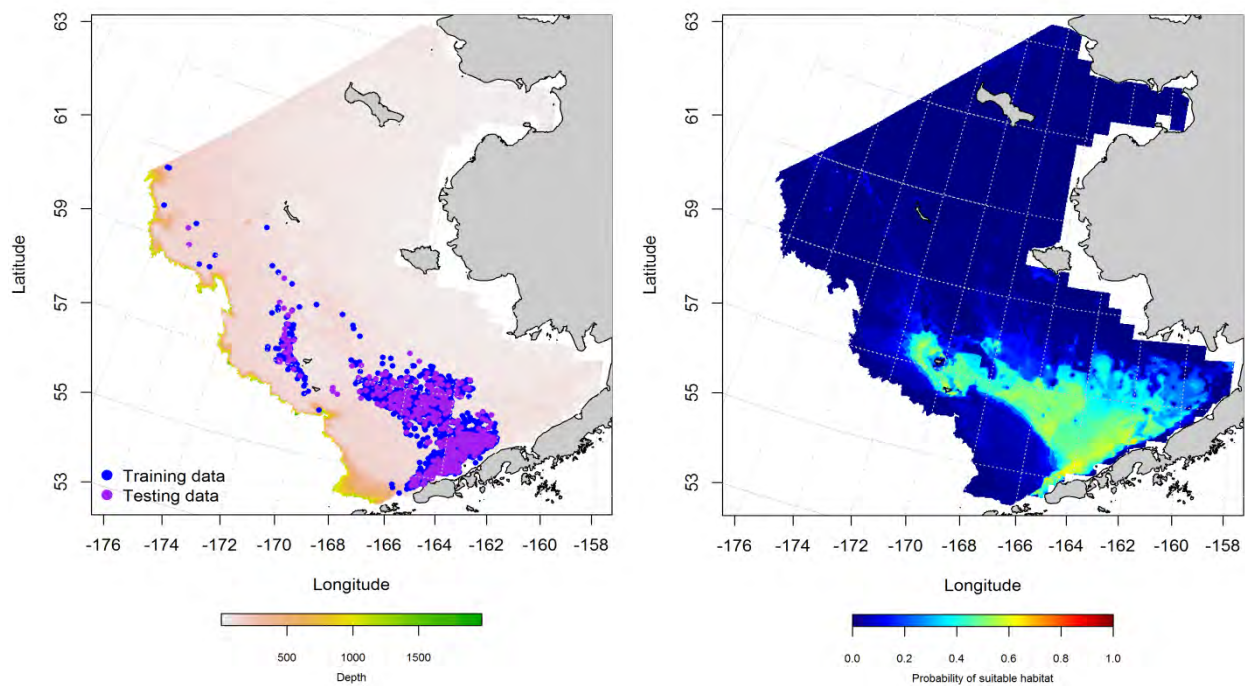 63
61
59
57
55
53
Latitude
Training data
Testing data
-176 -174 -172 -170 -168 -166 -164 -162 -160 -158
Longitude
500 1000 1500
Depth
63
61
59
57
55
53
Latitude
-176 -174 -172 -170 -168 -166 -164 -162 -160 -158
Longitude
0.0 0.2 0.4 0.6 0.8 1.0
Probability of suitable habitat